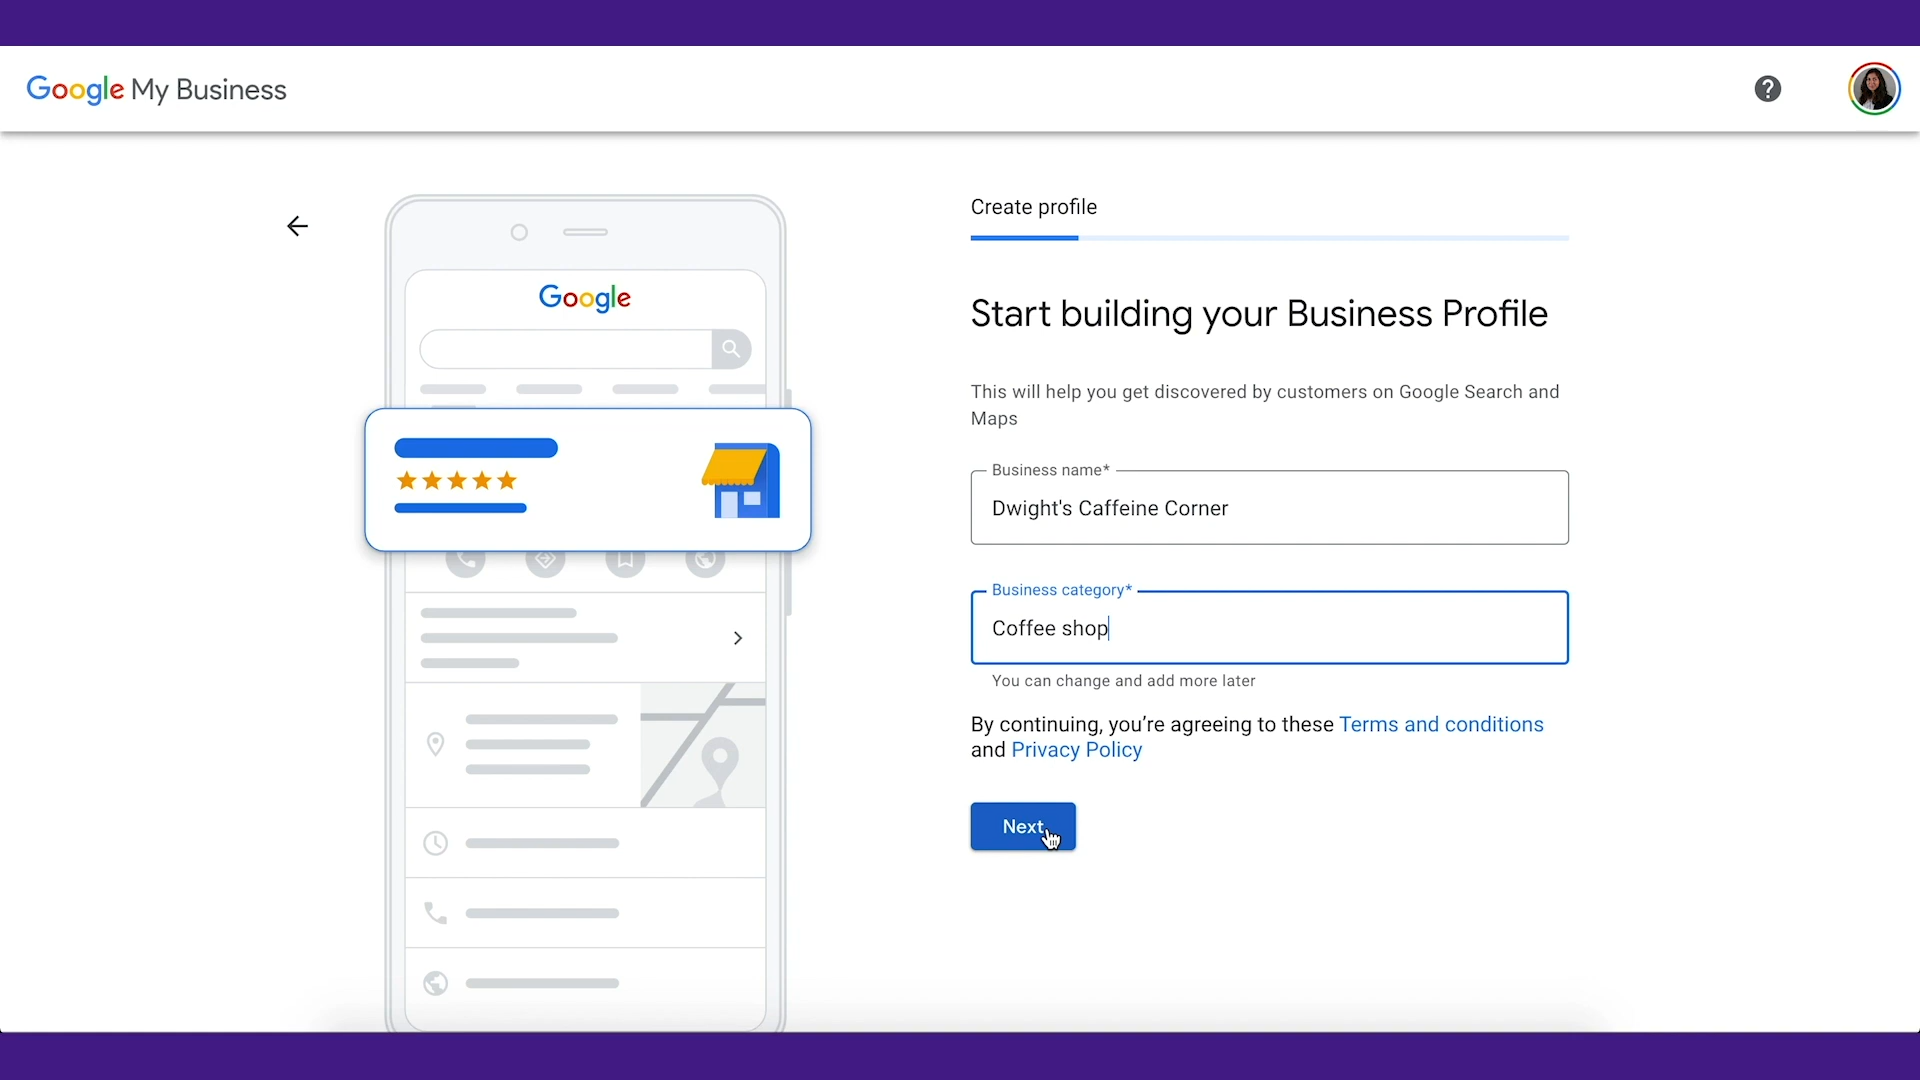 Google My Business
Create profile
Google
Start building your Business Profile
This will help you get discovered by customers on Google Search and
Maps
Business name*
Dwight's Caffeine Corner
Business category*
Coffee shop
You can change and add more later
By continuing, you’re agreeing to these Terms and conditions
and Privacy Policy
Next